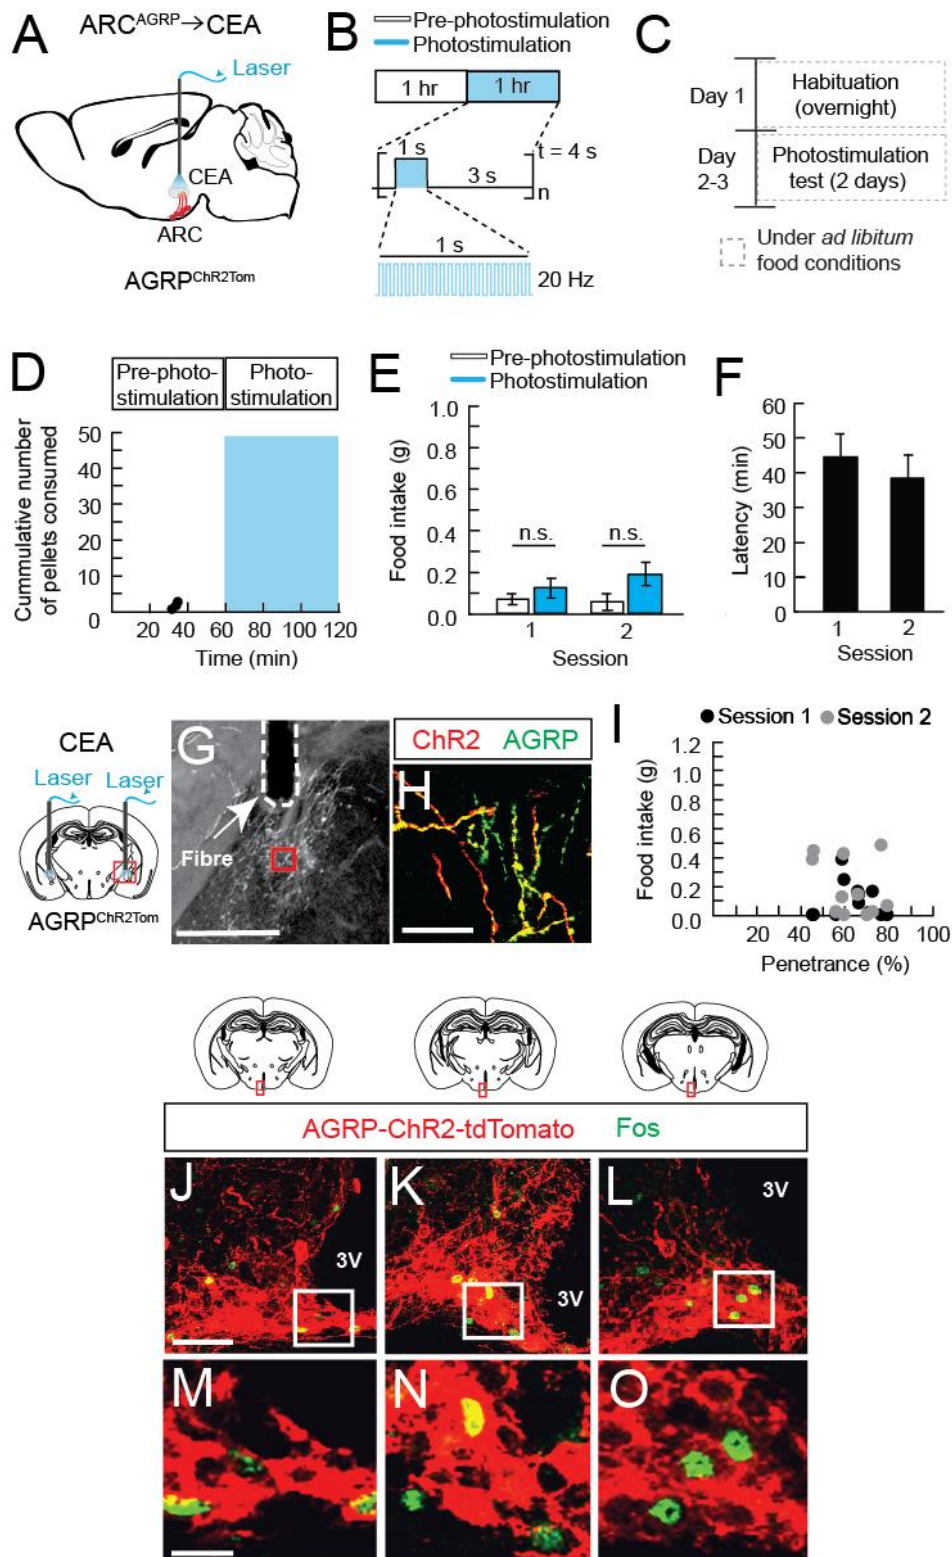 A
ARC^AGRP→CEA
Laser
CEA
ARC
AGRP^ChR2Tom
B
Pre-photostimulation
Photostimulation
1 hr
1 hr
1 s
t = 4 s
3 s
n
1 s
20 Hz
C
Day 1
Habituation
(overnight)
Day
2-3
Photostimulation
test (2 days)
Under ad libitum
food conditions
D
Pre-photo-
stimulation
Photo-
stimulation
Cummulative number
of pellets consumed
50
40
30
20
10
0
20 40 60 80 100 120
Time (min)
E
Pre-photostimulation
Photostimulation
Food intake (g)
1.0
0.8
0.6
0.4
0.2
0
n.s.
n.s.
1 2
Session
F
Latency (min)
60
50
40
30
20
10
0
1 2
Session
CEA
Laser Laser
AGRP^ChR2Tom
G
Fibre
ChR2 AGRP
H
I
Session 1 Session 2
Food intake (g)
1.2
1.0
0.8
0.6
0.4
0.2
0.0
20 40 60 80 100
Penetrance (%)
AGRP-ChR2-tdTomato Fos
J
3V
K
3V
L
3V
M
N
O